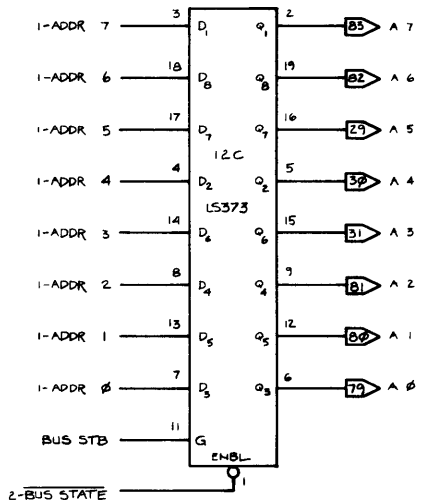 1-ADDR 7 3 D1 Q1 2 83 A 7
1-ADDR 6 18 D8 Q8 19 82 A 6
1-ADDR 5 17 D7 Q7 16 29 A 5
12C
1-ADDR 4 4 D2 Q2 5 3Ø A 4
LS373
1-ADDR 3 14 D6 Q6 15 31 A 3
1-ADDR 2 8 D4 Q4 9 81 A 2
1-ADDR 1 13 D5 Q5 12 8Ø A 1
1-ADDR Ø 7 D3 Q3 6 79 A Ø
BUS STB 11 G
ENBL
2-BUS STATE 1